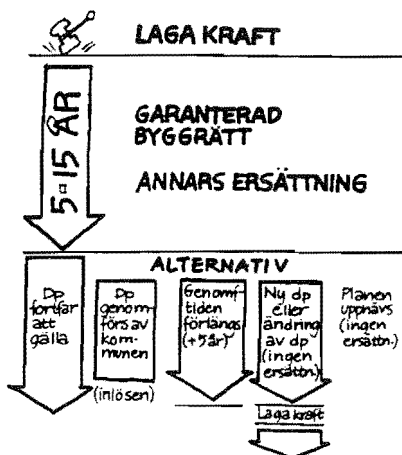 LAGA KRAFT
5-15 ÅR
GARANTERAD
BYGGRÄTT
ANNARS ERSÄTTNING
ALTERNATIV
Dp
fortfar
att
gälla
Dp
genom-
förs av
kom-
munen
(inlösen)
Genomf-
tiden
förlängs
(+5år)
Ny dp
eller
ändring
av dp
(ingen
ersättn.)
Laga kraft
Planen
upphävs
(ingen
ersättn.)